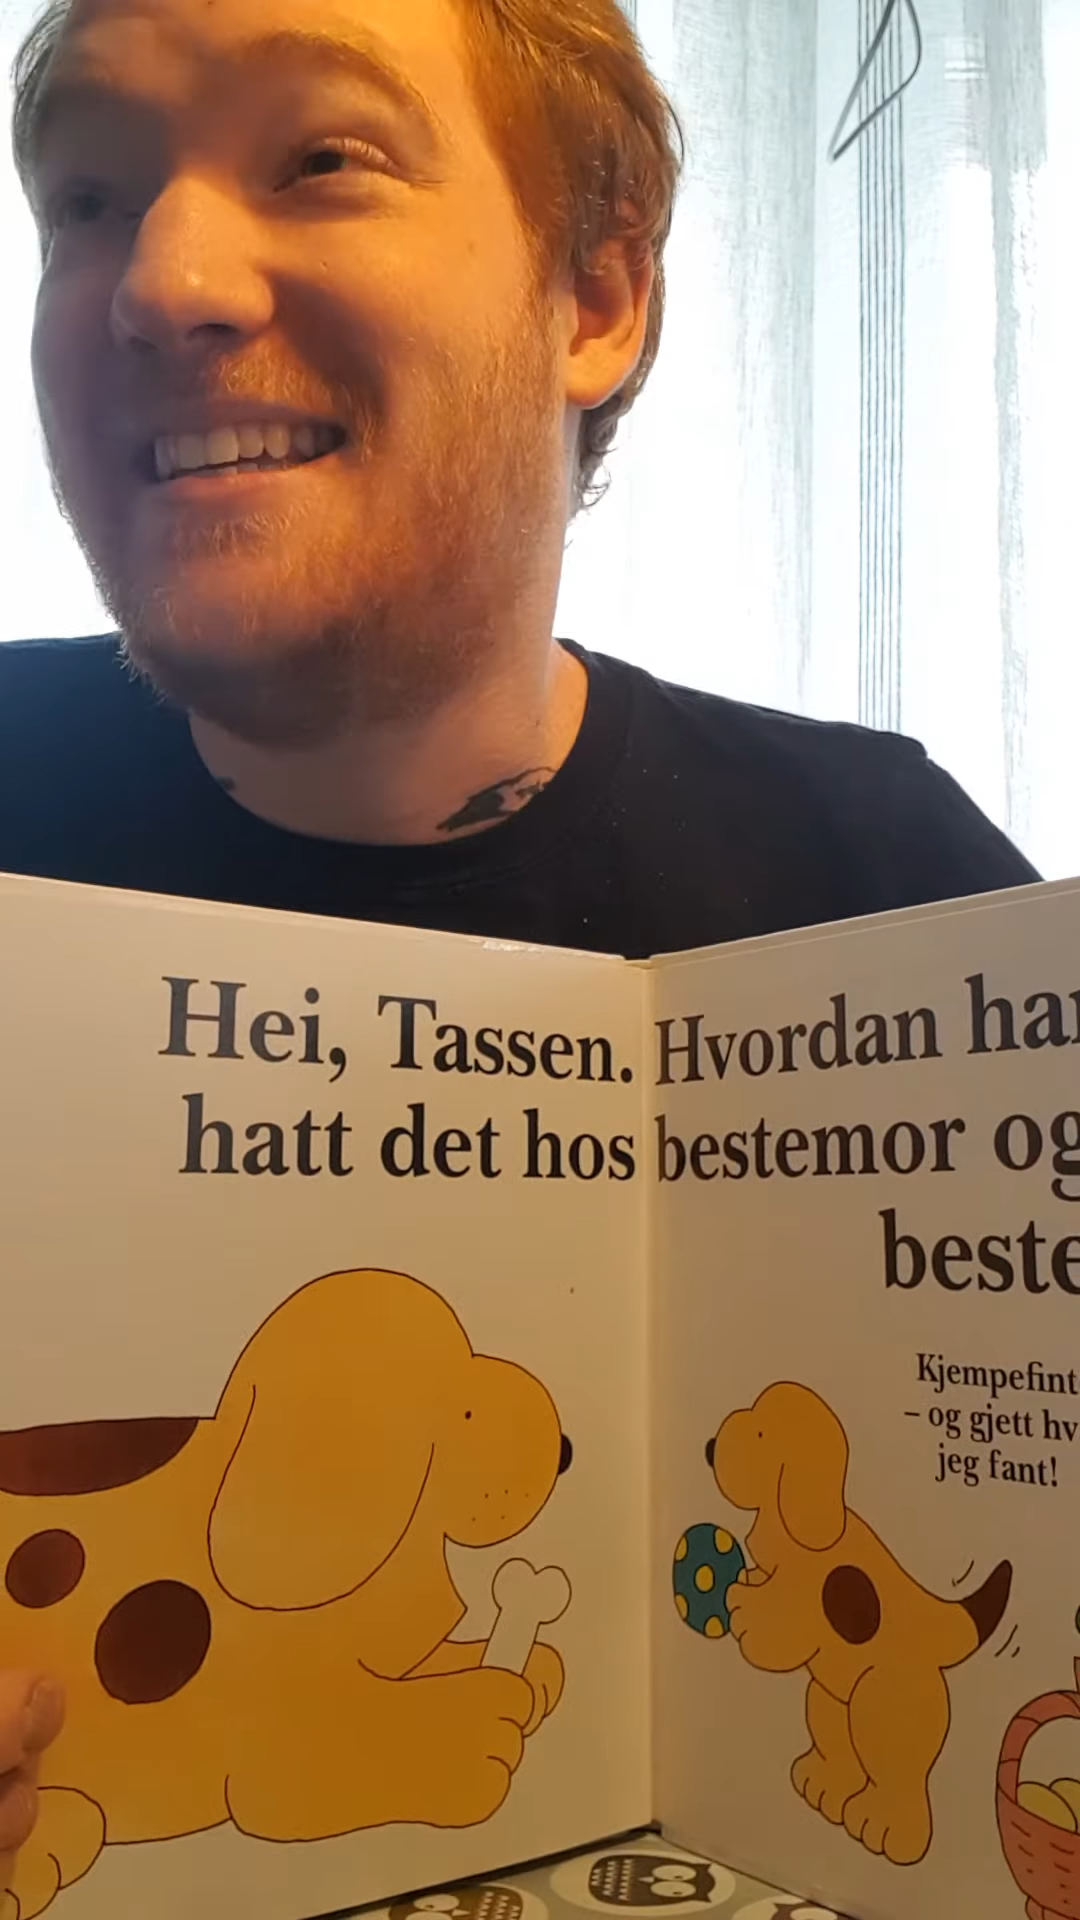 Hei, Tassen. Hvordan har
hatt det hos bestemor og
beste
Kjempefint
– og gjett hv
jeg fant!